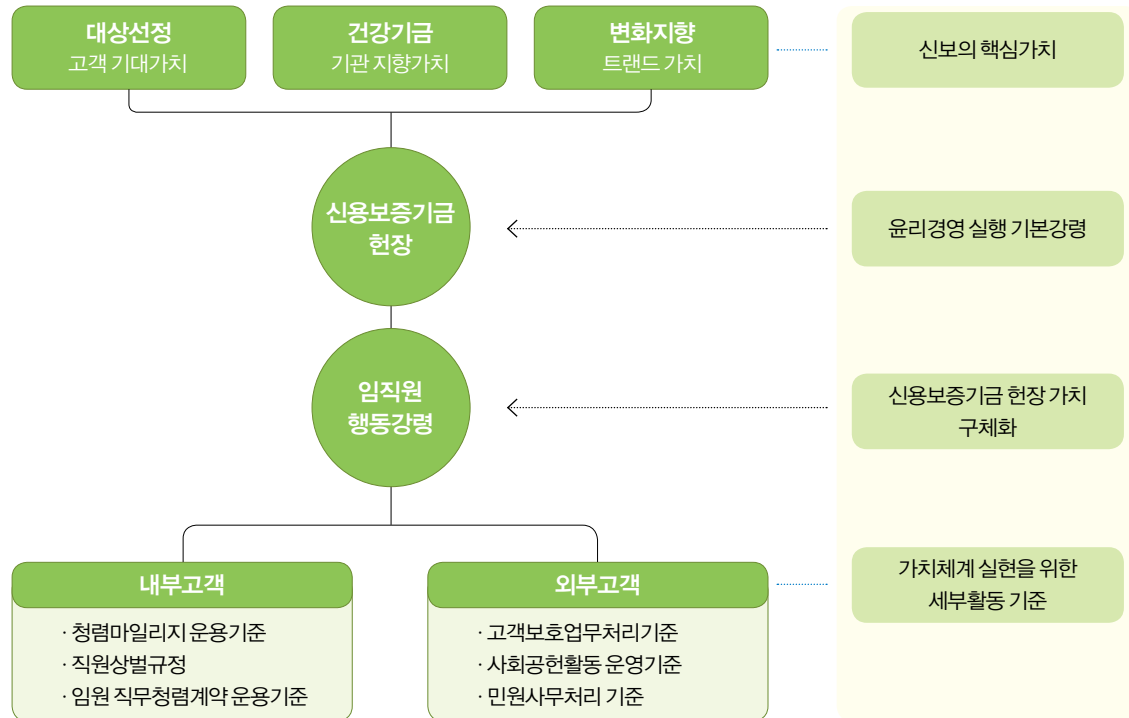 대상선정
고객 기대가치
건강기금
기관 지향가치
변화지향
트랜드 가치
신보의 핵심가치
신용보증기금
헌장
윤리경영 실행 기본강령
임직원
행동강령
신용보증기금 헌장 가치
구체화
내부고객
· 청렴마일리지 운용기준
· 직원상벌규정
· 임원 직무청렴계약 운용기준
외부고객
· 고객보호업무처리기준
· 사회공헌활동 운영기준
· 민원사무처리 기준
가치체계 실현을 위한
세부활동 기준